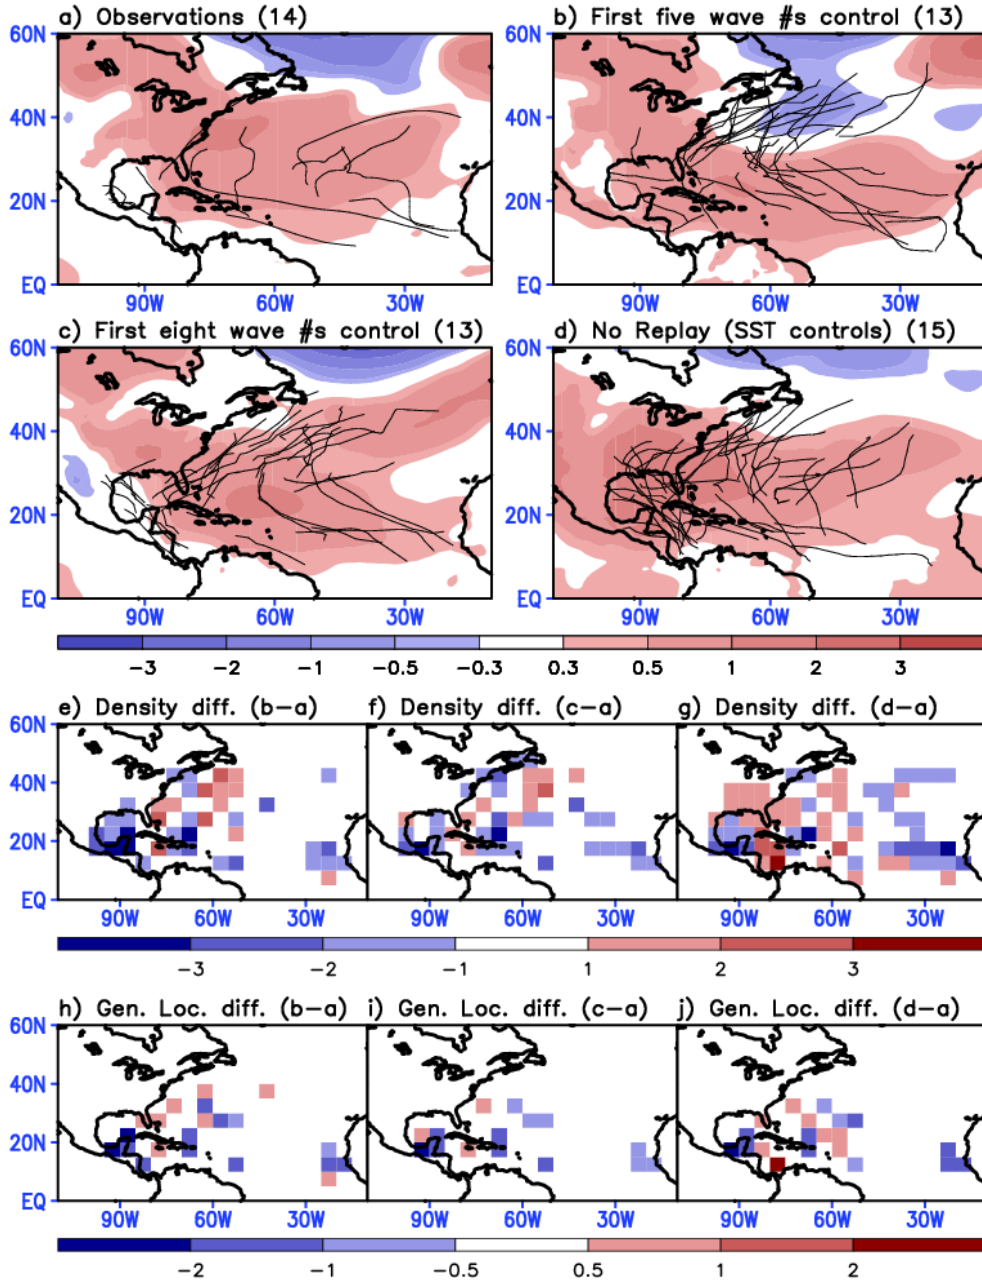 a) Observations (14)
b) First five wave #s control (13)
60N
40N
20N
EQ
90W 60W 30W
60N
40N
20N
EQ
90W 60W 30W
c) First eight wave #s control (13)
d) No Replay (SST controls) (15)
60N
40N
20N
EQ
90W 60W 30W
60N
40N
20N
EQ
90W 60W 30W
-3 -2 -1 -0.5 -0.3 0.3 0.5 1 2 3
e) Density diff. (b-a)
f) Density diff. (c-a)
g) Density diff. (d-a)
60N
40N
20N
EQ
90W 60W 30W
90W 60W 30W
90W 60W 30W
-3 -2 -1 1 2 3
h) Gen. Loc. diff. (b-a)
i) Gen. Loc. diff. (c-a)
j) Gen. Loc. diff. (d-a)
60N
40N
20N
EQ
90W 60W 30W
90W 60W 30W
90W 60W 30W
-2 -1 -0.5 0.5 1 2